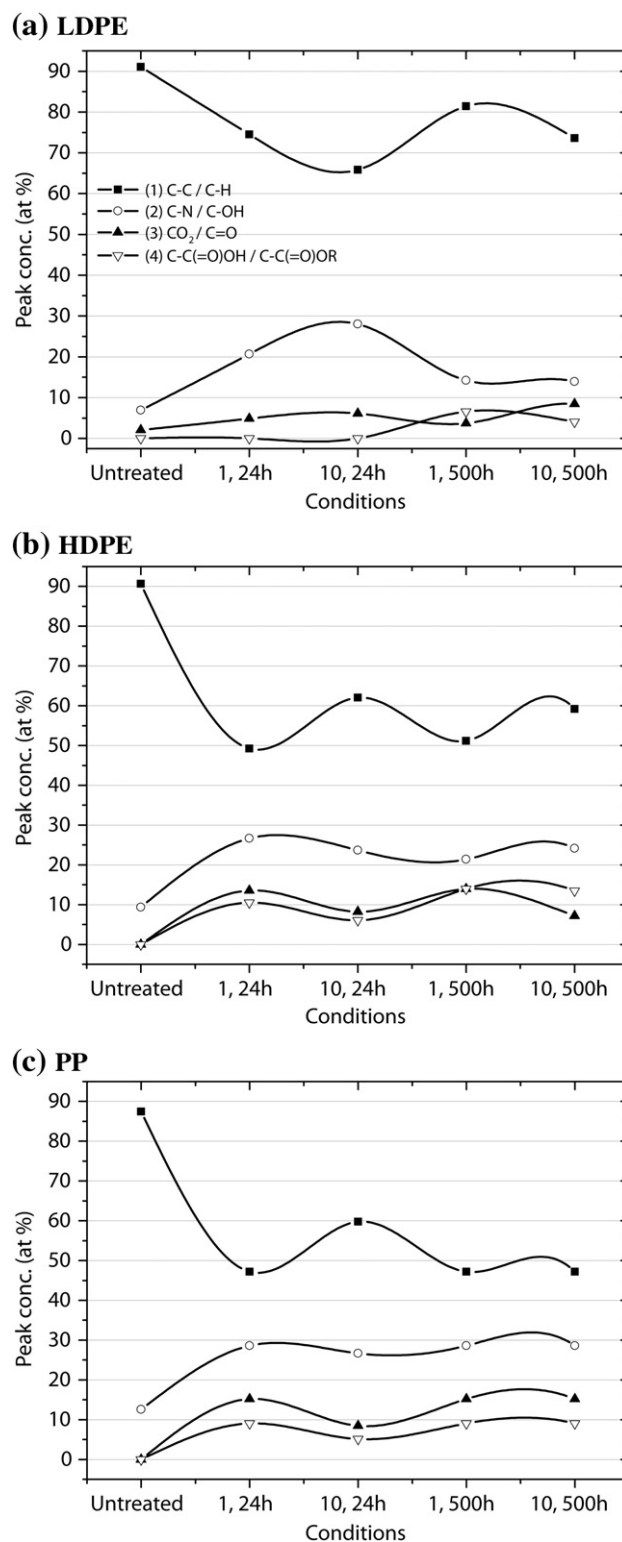 (a) LDPE
90
80
70
60
50
40
30
20
10
0
Peak conc. (at %)
(1) C-C / C-H
(2) C-N / C-OH
(3) CO₂ / C=O
(4) C-C(=O)OH / C-C(=O)OR
Untreated 1, 24h 10, 24h 1, 500h 10, 500h
Conditions
(b) HDPE
90
80
70
60
50
40
30
20
10
0
Peak conc. (at %)
Untreated 1, 24h 10, 24h 1, 500h 10, 500h
Conditions
(c) PP
90
80
70
60
50
40
30
20
10
0
Peak conc. (at %)
Untreated 1, 24h 10, 24h 1, 500h 10, 500h
Conditions